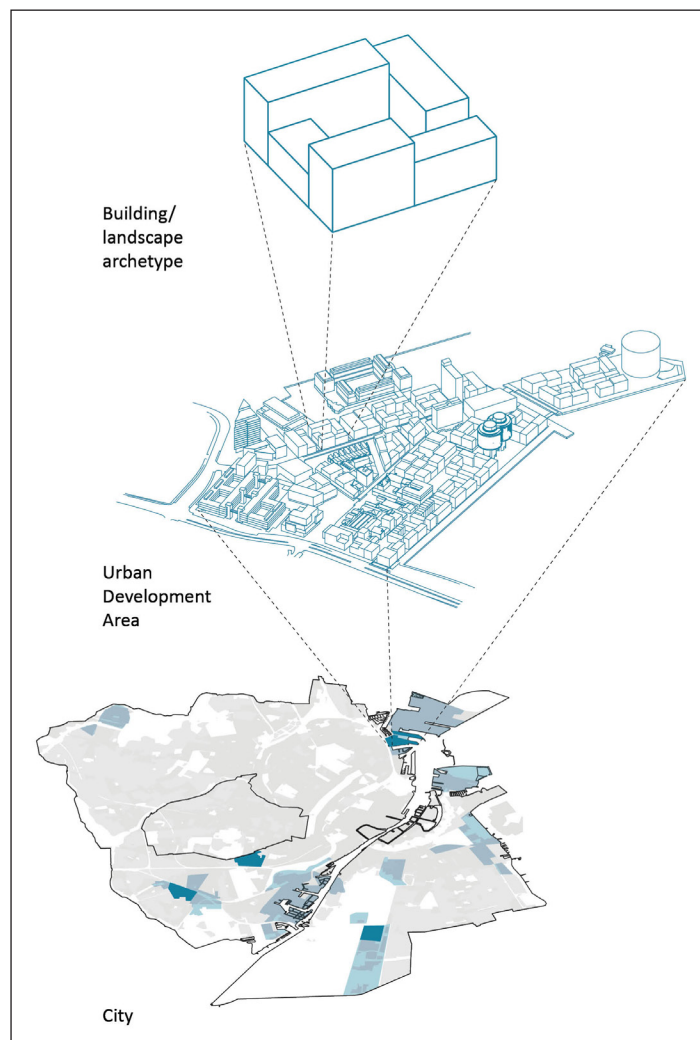 Building/
landscape
archetype
Urban
Development
Area
City